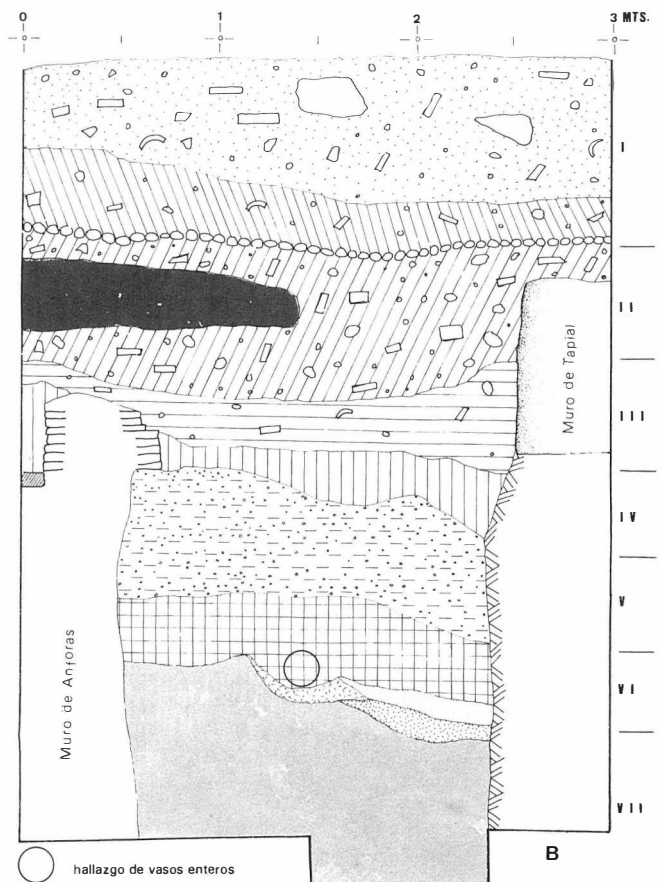 0 1 2 3 MTS.
I
II
III
IV
V
VI
VII
Muro de Tapial
Muro de Anforas
B
hallazgo de vasos enteros